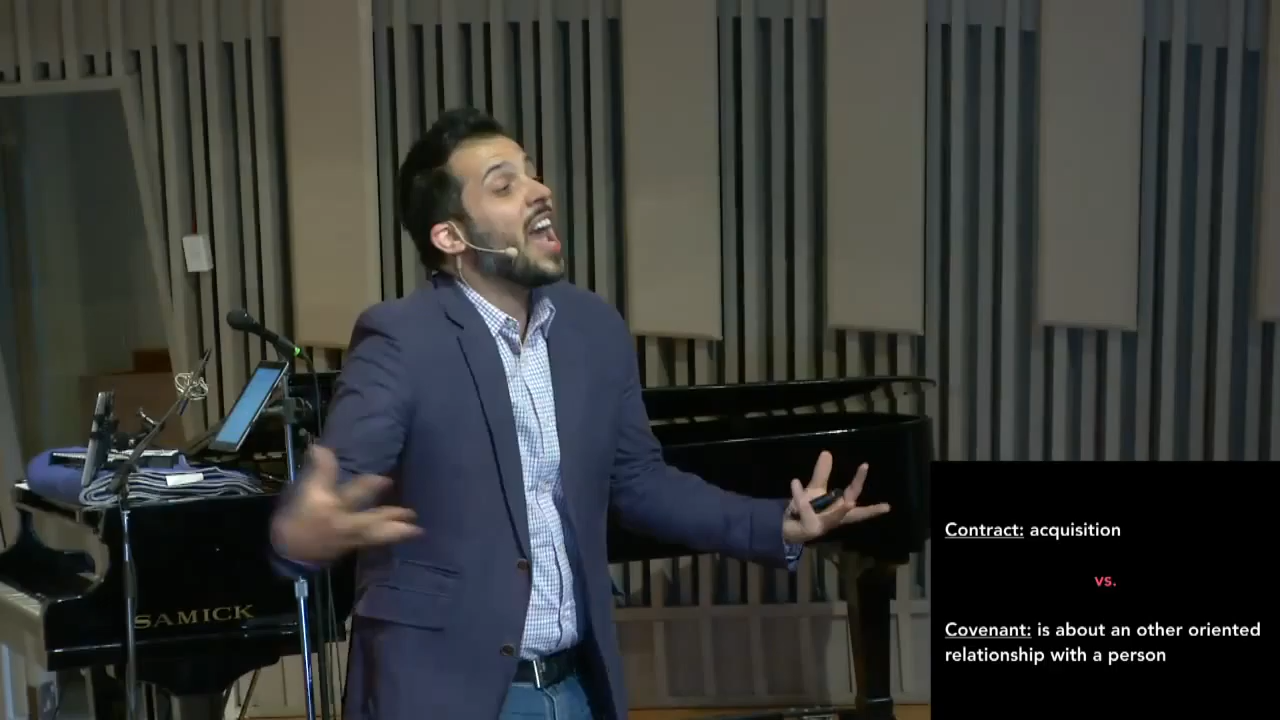 SAMICK
Contract: acquisition
vs.
Covenant: is about an other oriented
relationship with a person